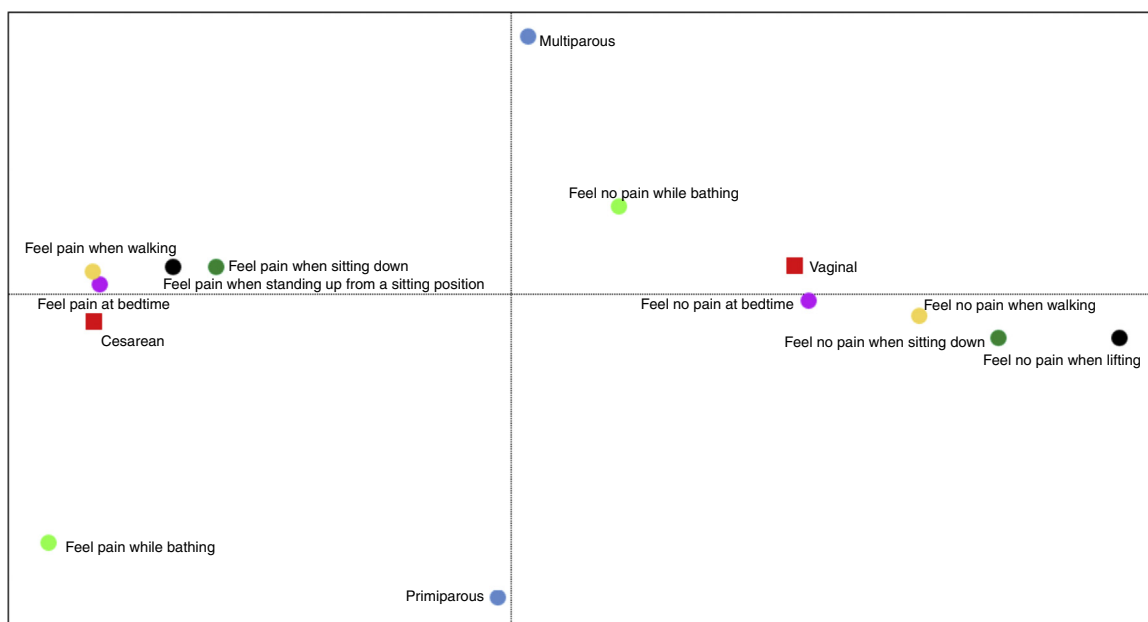 Multiparous
Feel no pain while bathing
Feel pain when walking
Feel pain when sitting down
Vaginal
Feel pain when standing up from a sitting position
Feel pain at bedtime
Feel no pain at bedtime
Feel no pain when walking
Cesarean
Feel no pain when sitting down
Feel no pain when lifting
Feel pain while bathing
Primiparous